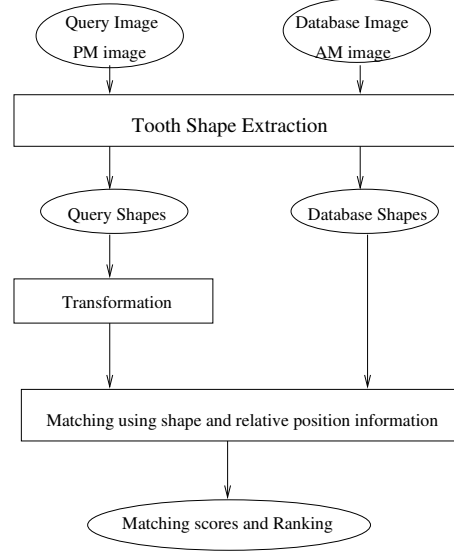 Query Image
PM image
Database Image
AM image
Tooth Shape Extraction
Query Shapes
Database Shapes
Transformation
Matching using shape and relative position information
Matching scores and Ranking